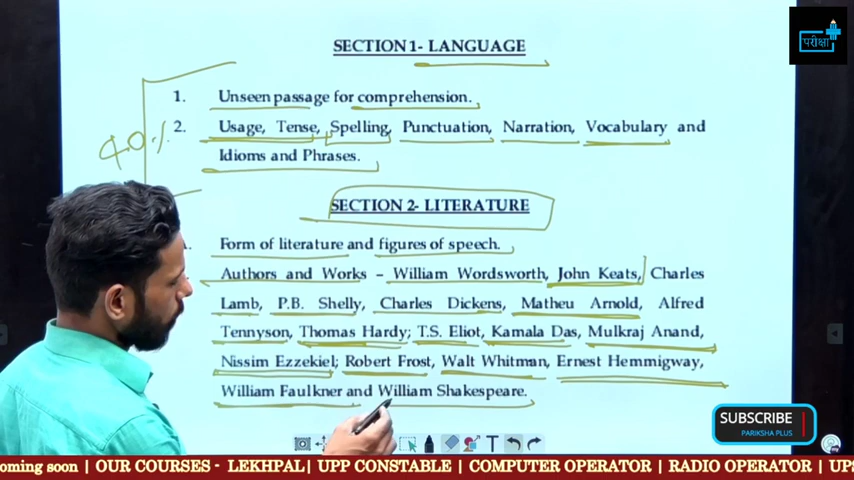 SECTION 1- LANGUAGE
परीक्षा
1. Unseen passage for comprehension.
2. Usage, Tense, Spelling, Punctuation, Narration, Vocabulary and
Idioms and Phrases.
40%
SECTION 2- LITERATURE
Form of literature and figures of speech.
Authors and Works – William Wordsworth, John Keats, Charles
Lamb, P.B. Shelly, Charles Dickens, Matheu Arnold, Alfred
Tennyson, Thomas Hardy; T.S. Eliot, Kamala Das, Mulkraj Anand,
Nissim Ezzekiel; Robert Frost, Walt Whitman, Ernest Hemmigway,
William Faulkner and William Shakespeare.
SUBSCRIBE
PARIKSHA PLUS
T
oming soon | OUR COURSES - LEKHPAL| UPP CONSTABLE | COMPUTER OPERATOR | RADIO OPERATOR | UPS